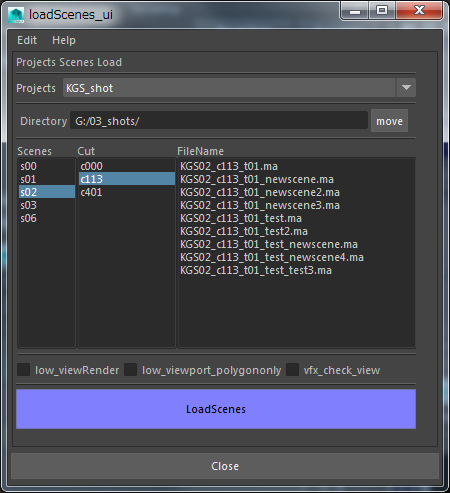 loadScenes_ui
Edit Help
Projects Scenes Load
Projects KGS_shot
Directory G:/03_shots/ move
Scenes Cut FileName
s00 c000 KGS02_c113_t01.ma
s01 c113 KGS02_c113_t01_newscene.ma
s02 c401 KGS02_c113_t01_newscene2.ma
s03 KGS02_c113_t01_newscene3.ma
s06 KGS02_c113_t01_test.ma
KGS02_c113_t01_test2.ma
KGS02_c113_t01_test_newscene.ma
KGS02_c113_t01_test_newscene4.ma
KGS02_c113_t01_test_test3.ma
low_viewRender low_viewport_polygononly vfx_check_view
LoadScenes
Close